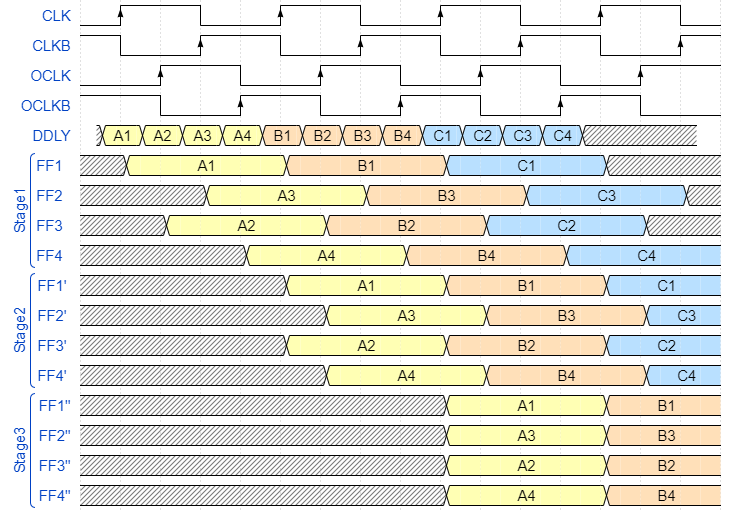 CLK
CLKB
OCLK
OCLKB
DDLY A1 A2 A3 A4 B1 B2 B3 B4 C1 C2 C3 C4
Stage1
FF1 A1 B1 C1
FF2 A3 B3 C3
FF3 A2 B2 C2
FF4 A4 B4 C4
Stage2
FF1' A1 B1 C1
FF2' A3 B3 C3
FF3' A2 B2 C2
FF4' A4 B4 C4
Stage3
FF1" A1 B1
FF2" A3 B3
FF3" A2 B2
FF4" A4 B4